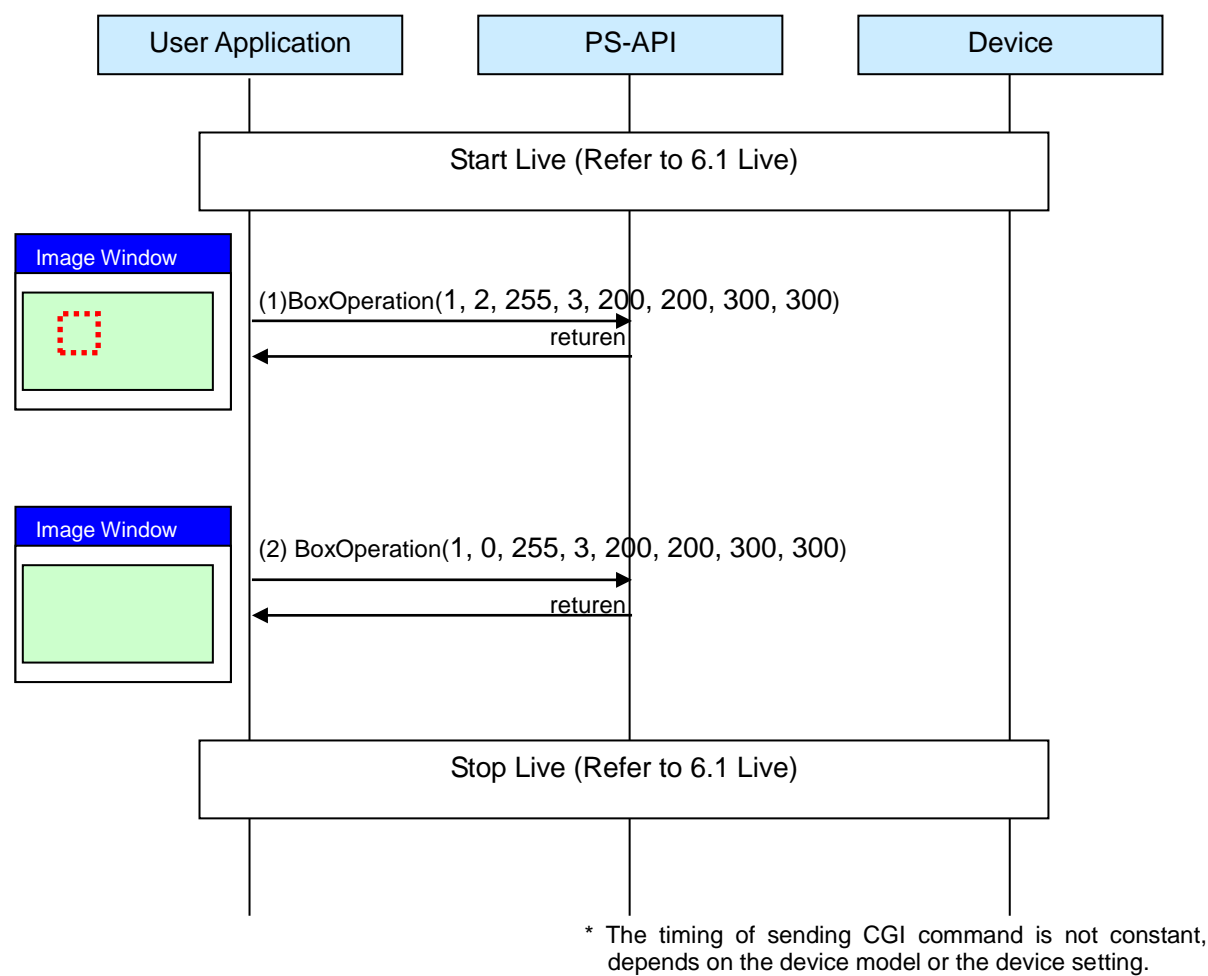 User Application
PS-API
Device
Start Live (Refer to 6.1 Live)
Image Window
(1)BoxOperation(1, 2, 255, 3, 200, 200, 300, 300)
returen
Image Window
(2) BoxOperation(1, 0, 255, 3, 200, 200, 300, 300)
returen
Stop Live (Refer to 6.1 Live)
* The timing of sending CGI command is not constant,
depends on the device model or the device setting.